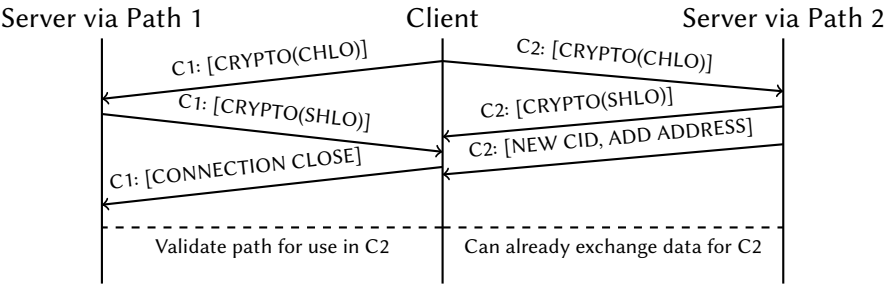 Server via Path 1
Client
Server via Path 2
C1: [CRYPTO(CHLO)]
C2: [CRYPTO(CHLO)]
C1: [CRYPTO(SHLO)]
C2: [CRYPTO(SHLO)]
C2: [NEW CID, ADD ADDRESS]
C1: [CONNECTION CLOSE]
Validate path for use in C2
Can already exchange data for C2